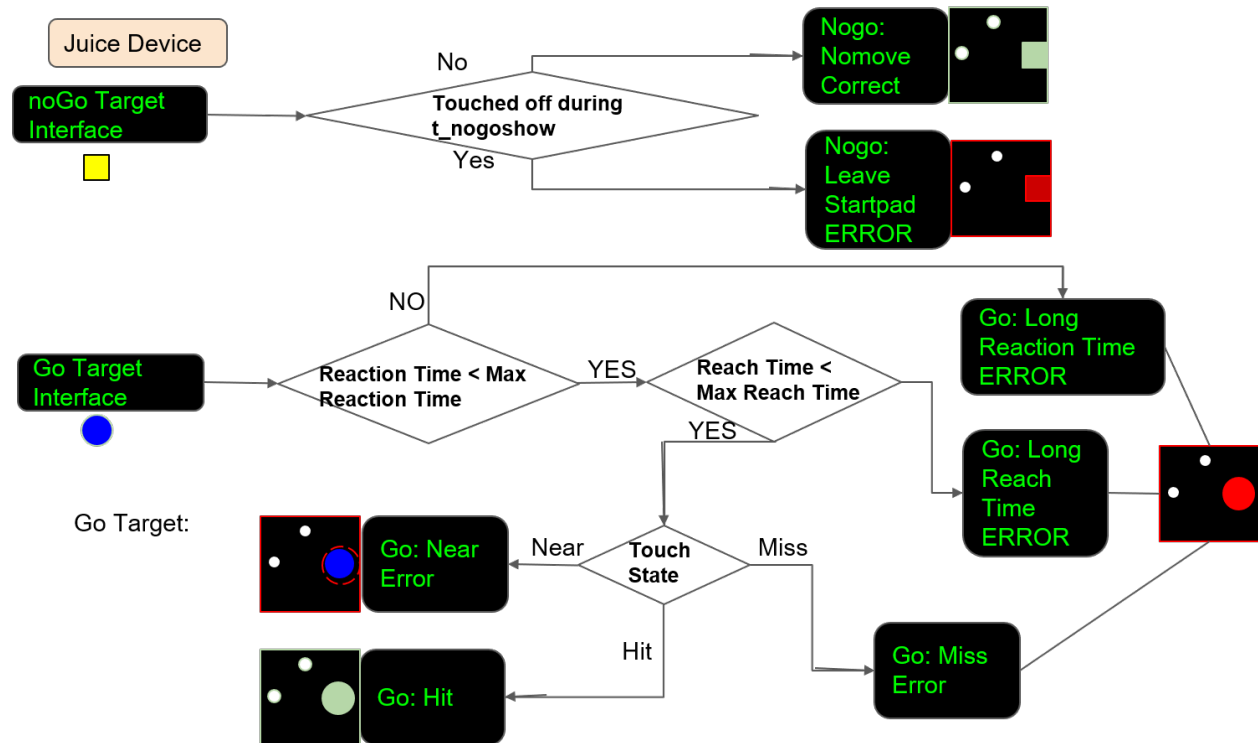 Juice Device
noGo Target
Interface
No
Touched off during
t_nogoshow
Yes
Nogo:
Nomove
Correct
Nogo:
Leave
Startpad
ERROR
NO
Go Target
Interface
Reaction Time < Max
Reaction Time
YES
Reach Time <
Max Reach Time
YES
Go: Long
Reaction Time
ERROR
Go: Long
Reach
Time
ERROR
Go Target:
Go: Near
Error
Near
Touch
State
Miss
Hit
Go: Hit
Go: Miss
Error